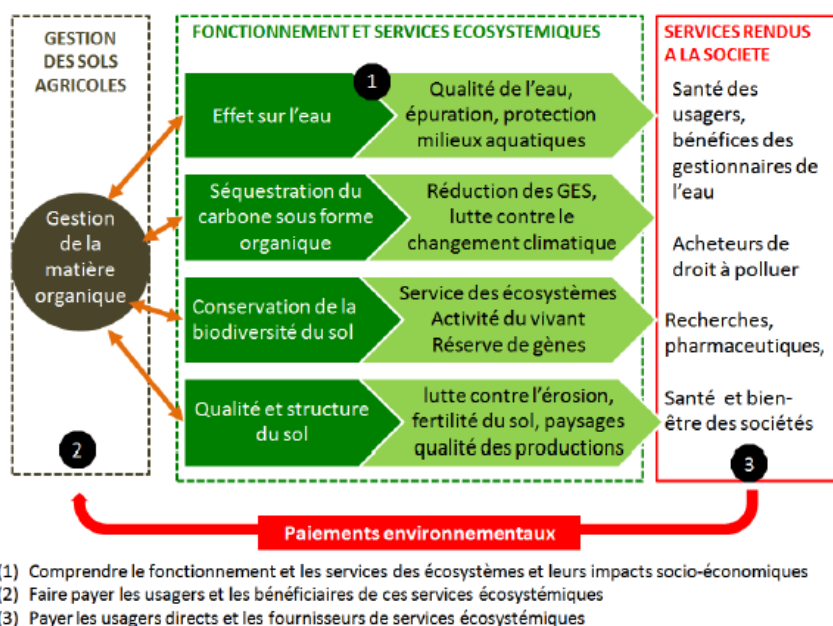 GESTION
DES SOLS
AGRICOLES
Gestion
de la
matière
organique
2
FONCTIONNEMENT ET SERVICES ECOSYSTEMIQUES
1
Effet sur l'eau
Qualité de l'eau,
épuration, protection
milieux aquatiques
Séquestration du
carbone sous forme
organique
Réduction des GES,
lutte contre le
changement climatique
Conservation de la
biodiversité du sol
Service des écosystèmes
Activité du vivant
Réserve de gènes
Qualité et structure
du sol
lutte contre l'érosion,
fertilité du sol, paysages
qualité des productions
SERVICES RENDUS
A LA SOCIETE
Santé des
usagers,
bénéfices des
gestionnaires de
l'eau
Acheteurs de
droit à polluer
Recherches,
pharmaceutiques,
Santé et bien-
être des sociétés
3
Paiements environnementaux
(1) Comprendre le fonctionnement et les services des écosystèmes et leurs impacts socio-économiques
(2) Faire payer les usagers et les bénéficiaires de ces services écosystémiques
(3) Payer les usagers directs et les fournisseurs de services écosystémiques